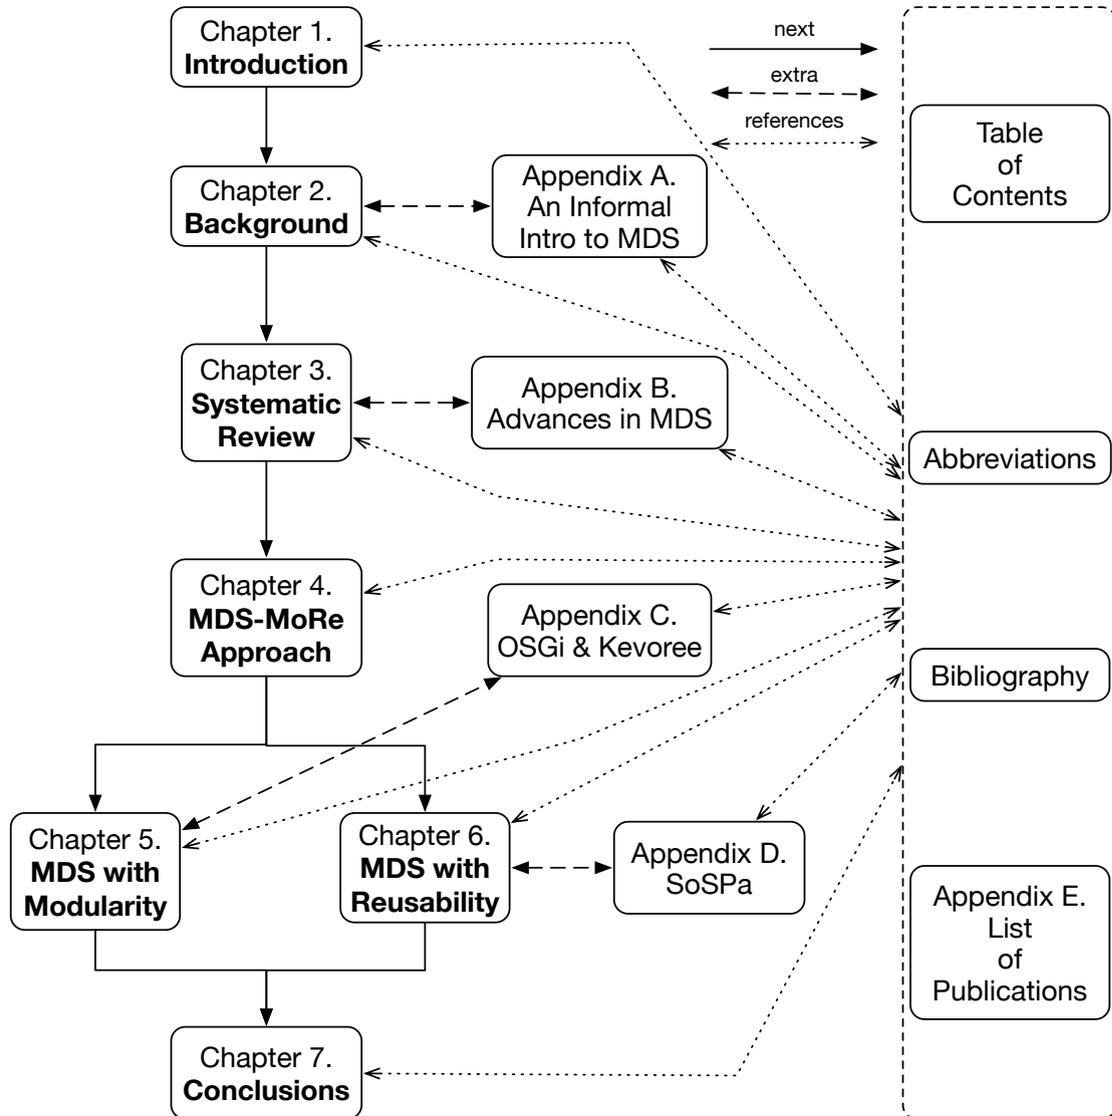 Chapter 1.
Introduction
next
extra
references
Table
of
Contents
Chapter 2.
Background
Appendix A.
An Informal
Intro to MDS
Chapter 3.
Systematic
Review
Appendix B.
Advances in MDS
Abbreviations
Chapter 4.
MDS-MoRe
Approach
Appendix C.
OSGi & Kevoree
Bibliography
Chapter 5.
MDS with
Modularity
Chapter 6.
MDS with
Reusability
Appendix D.
SoSPa
Appendix E.
List
of
Publications
Chapter 7.
Conclusions